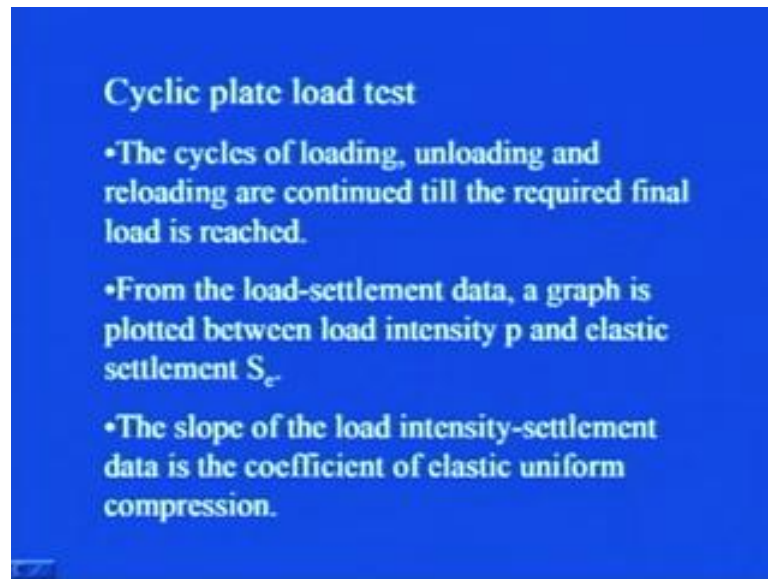 Cyclic plate load test
•The cycles of loading, unloading and
reloading are continued till the required final
load is reached.
•From the load-settlement data, a graph is
plotted between load intensity p and elastic
settlement Sₑ.
•The slope of the load intensity-settlement
data is the coefficient of elastic uniform
compression.